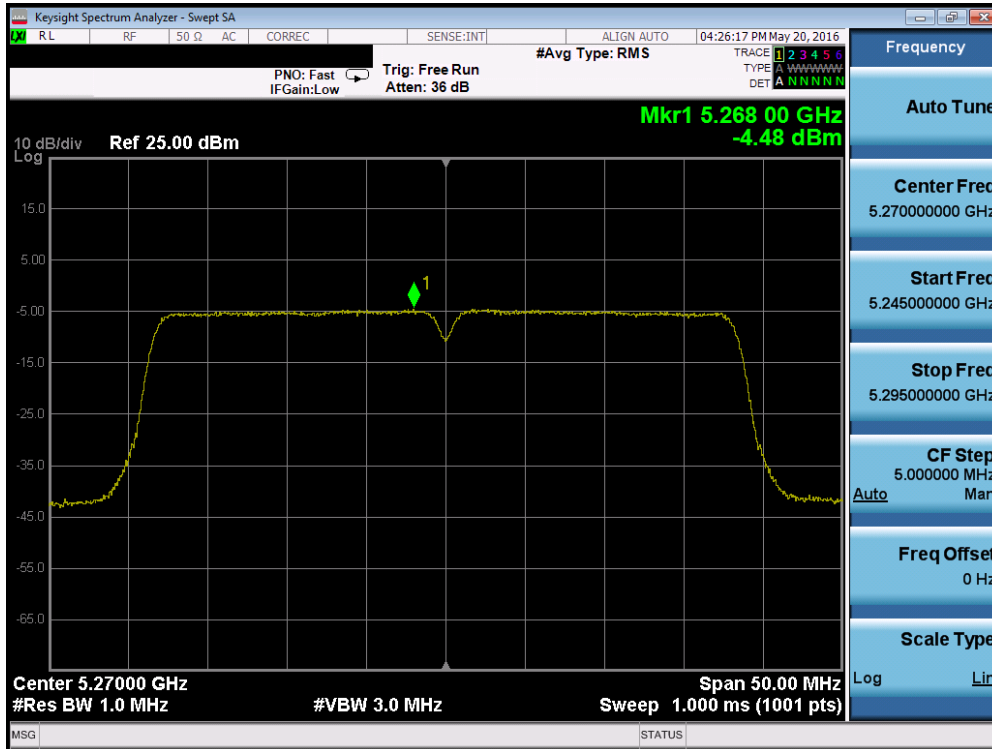 Keysight Spectrum Analyzer - Swept SA
LXI RL RF 50 Ω AC CORREC SENSE:INT ALIGN AUTO 04:26:17 PM May 20, 2016
PNO: Fast
IFGain:Low
Trig: Free Run
Atten: 36 dB
#Avg Type: RMS
TRACE 1 2 3 4 5 6
TYPE A WWWWW
DET A N N N N N
Mkr1 5.268 00 GHz
-4.48 dBm
10 dB/div Ref 25.00 dBm
Log
15.0
5.00
-5.00
-15.0
-25.0
-35.0
-45.0
-55.0
-65.0
1
Center 5.27000 GHz Span 50.00 MHz
#Res BW 1.0 MHz #VBW 3.0 MHz Sweep 1.000 ms (1001 pts)
MSG STATUS
Frequency
Auto Tune
Center Freq
5.270000000 GHz
Start Freq
5.245000000 GHz
Stop Freq
5.295000000 GHz
CF Step
5.000000 MHz
Auto Man
Freq Offset
0 Hz
Scale Type
Log Lin